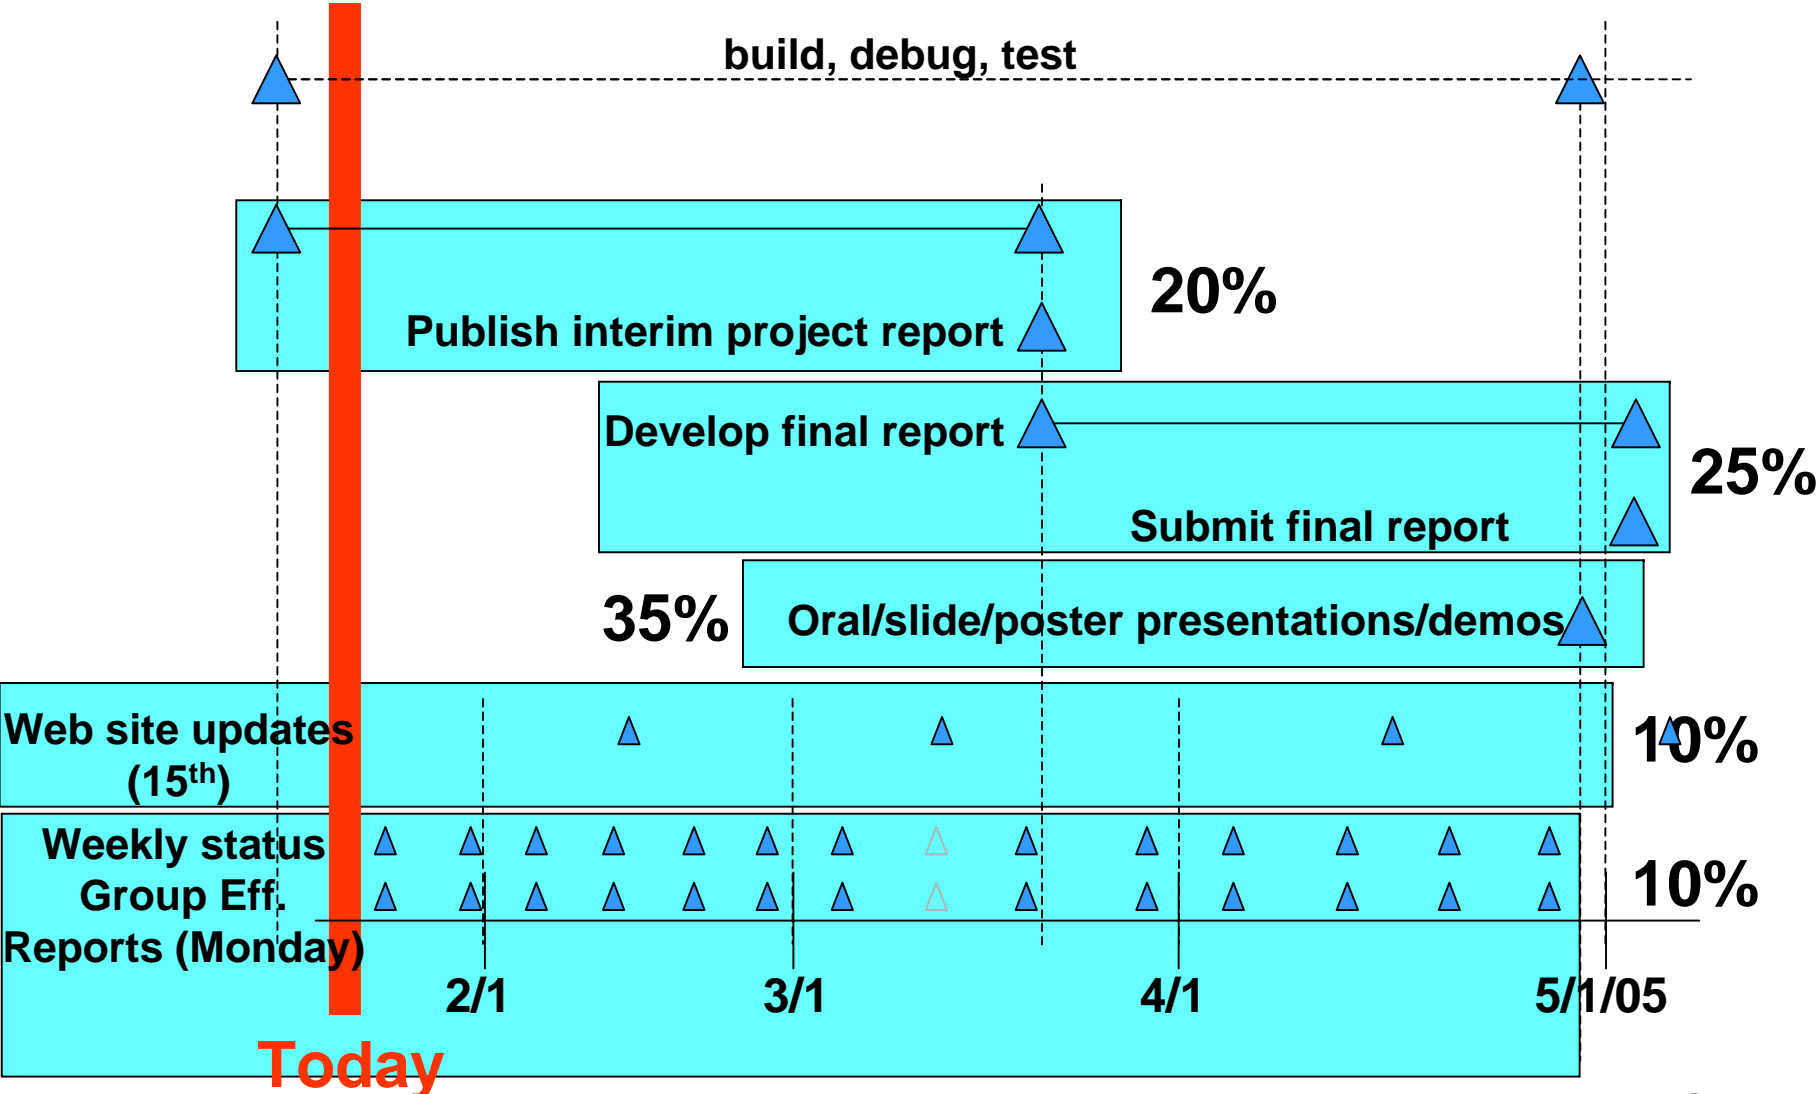 build, debug, test
20%
Publish interim project report
Develop final report
25%
Submit final report
35%
Oral/slide/poster presentations/demos
Web site updates
(15th)
10%
Weekly status
Group Eff.
Reports (Monday)
10%
2/1
3/1
4/1
5/1/05
Today